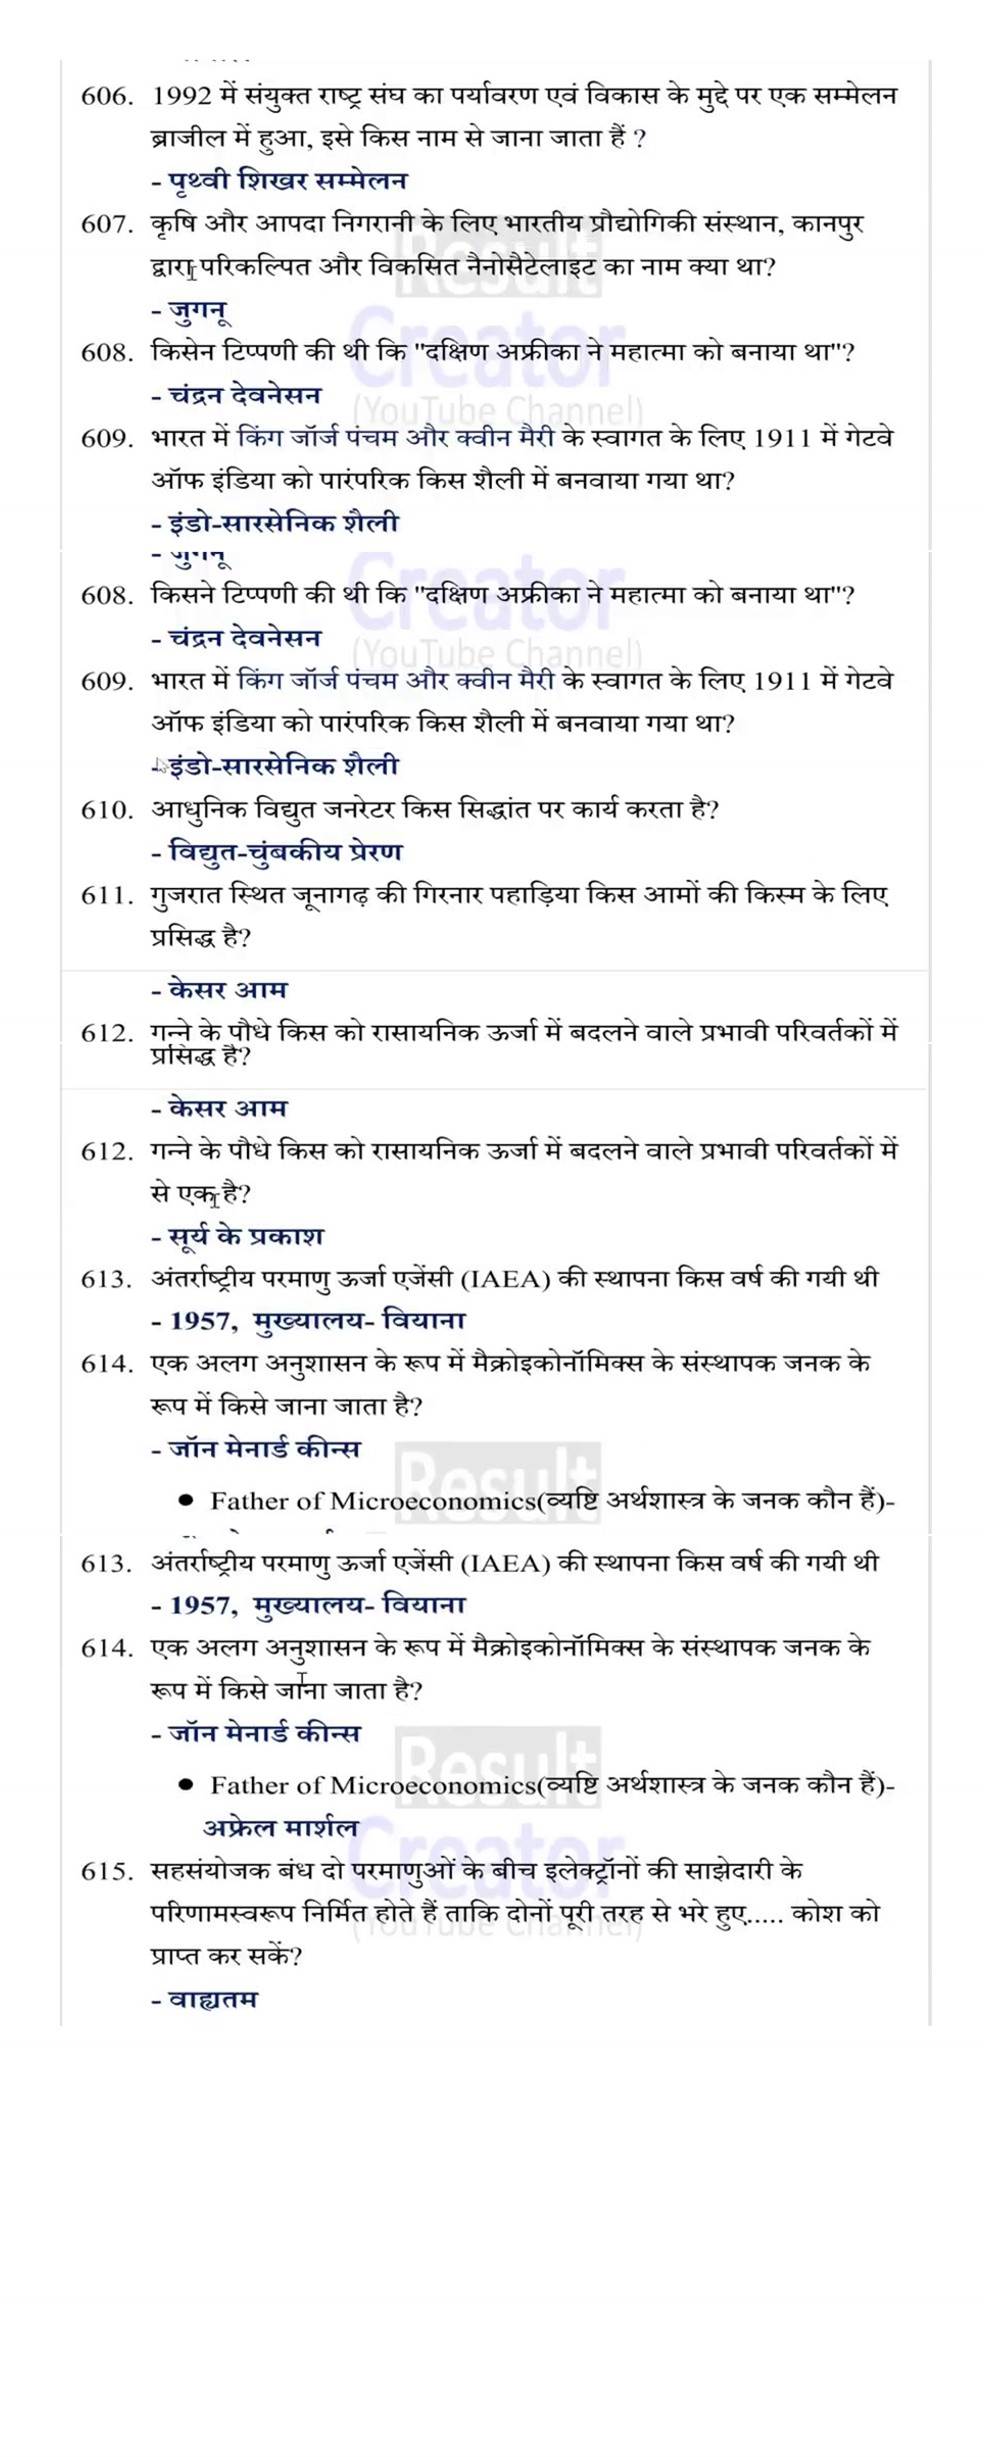 606. 1992 में संयुक्त राष्ट्र संघ का पर्यावरण एवं विकास के मुद्दे पर एक सम्मेलन
ब्राजील में हुआ, इसे किस नाम से जाना जाता हैं ?
- पृथ्वी शिखर सम्मेलन
607. कृषि और आपदा निगरानी के लिए भारतीय प्रौद्योगिकी संस्थान, कानपुर
द्वारा परिकल्पित और विकसित नैनोसैटेलाइट का नाम क्या था?
Result
- जुगनू
Creator
608. किसेन टिप्पणी की थी कि "दक्षिण अफ्रीका ने महात्मा को बनाया था"?
- चंद्रन देवनेसन
(YouTube Channel)
609. भारत में किंग जॉर्ज पंचम और क्वीन मैरी के स्वागत के लिए 1911 में गेटवे
ऑफ इंडिया को पारंपरिक किस शैली में बनवाया गया था?
- इंडो-सारसेनिक शैली
- जुगनू
Creator
608. किसने टिप्पणी की थी कि "दक्षिण अफ्रीका ने महात्मा को बनाया था"?
- चंद्रन देवनेसन
(YouTube Channel)
609. भारत में किंग जॉर्ज पंचम और क्वीन मैरी के स्वागत के लिए 1911 में गेटवे
ऑफ इंडिया को पारंपरिक किस शैली में बनवाया गया था?
- इंडो-सारसेनिक शैली
610. आधुनिक विद्युत जनरेटर किस सिद्धांत पर कार्य करता है?
- विद्युत-चुंबकीय प्रेरण
611. गुजरात स्थित जूनागढ़ की गिरनार पहाड़िया किस आमों की किस्म के लिए
प्रसिद्ध है?
- केसर आम
612. गन्ने के पौधे किस को रासायनिक ऊर्जा में बदलने वाले प्रभावी परिवर्तकों में
प्रसिद्ध है?
- केसर आम
612. गन्ने के पौधे किस को रासायनिक ऊर्जा में बदलने वाले प्रभावी परिवर्तकों में
से एक है?
- सूर्य के प्रकाश
613. अंतर्राष्ट्रीय परमाणु ऊर्जा एजेंसी (IAEA) की स्थापना किस वर्ष की गयी थी
- 1957, मुख्यालय- वियाना
614. एक अलग अनुशासन के रूप में मैक्रोइकोनॉमिक्स के संस्थापक जनक के
रूप में किसे जाना जाता है?
- जॉन मेनार्ड कीन्स
Result
● Father of Microeconomics(व्यष्टि अर्थशास्त्र के जनक कौन हैं)-
613. अंतर्राष्ट्रीय परमाणु ऊर्जा एजेंसी (IAEA) की स्थापना किस वर्ष की गयी थी
- 1957, मुख्यालय- वियाना
614. एक अलग अनुशासन के रूप में मैक्रोइकोनॉमिक्स के संस्थापक जनक के
रूप में किसे जाना जाता है?
- जॉन मेनार्ड कीन्स
Result
● Father of Microeconomics(व्यष्टि अर्थशास्त्र के जनक कौन हैं)-
अफ्रेल मार्शल
Creator
615. सहसंयोजक बंध दो परमाणुओं के बीच इलेक्ट्रॉनों की साझेदारी के
परिणामस्वरूप निर्मित होते हैं ताकि दोनों पूरी तरह से भरे हुए..... कोश को
(YouTube Channel)
प्राप्त कर सकें?
- वाह्यतम